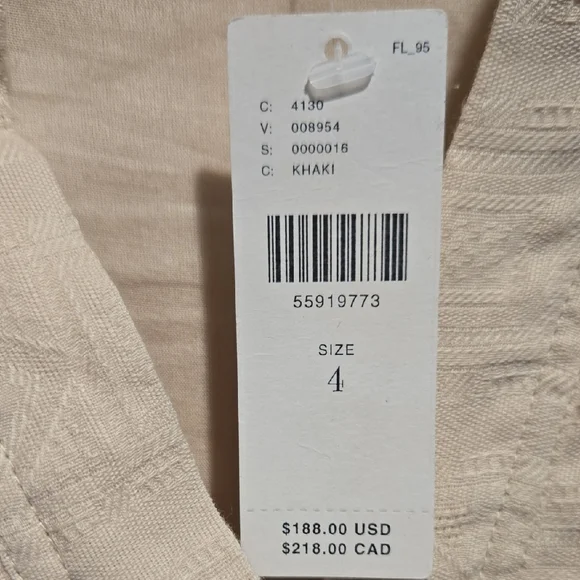 FL_95
C: 4130
V: 008954
S: 0000016
C: KHAKI
55919773
SIZE
4
$188.00 USD
$218.00 CAD